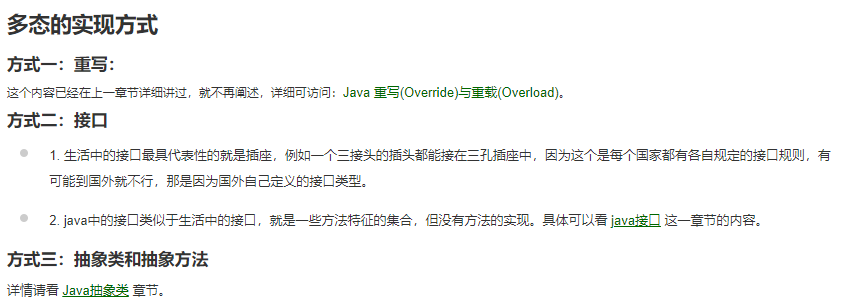 多态的实现方式
方式一：重写：
这个内容已经在上一章节详细讲过，就不再阐述，详细可访问：Java 重写(Override)与重载(Overload)。
方式二：接口
1. 生活中的接口最具代表性的就是插座，例如一个三接头的插头都能接在三孔插座中，因为这个是每个国家都有各自规定的接口规则，有
可能到国外就不行，那是因为国外自己定义的接口类型。
2. java中的接口类似于生活中的接口，就是一些方法特征的集合，但没有方法的实现。具体可以看 java接口 这一章节的内容。
方式三：抽象类和抽象方法
详情请看 Java抽象类 章节。